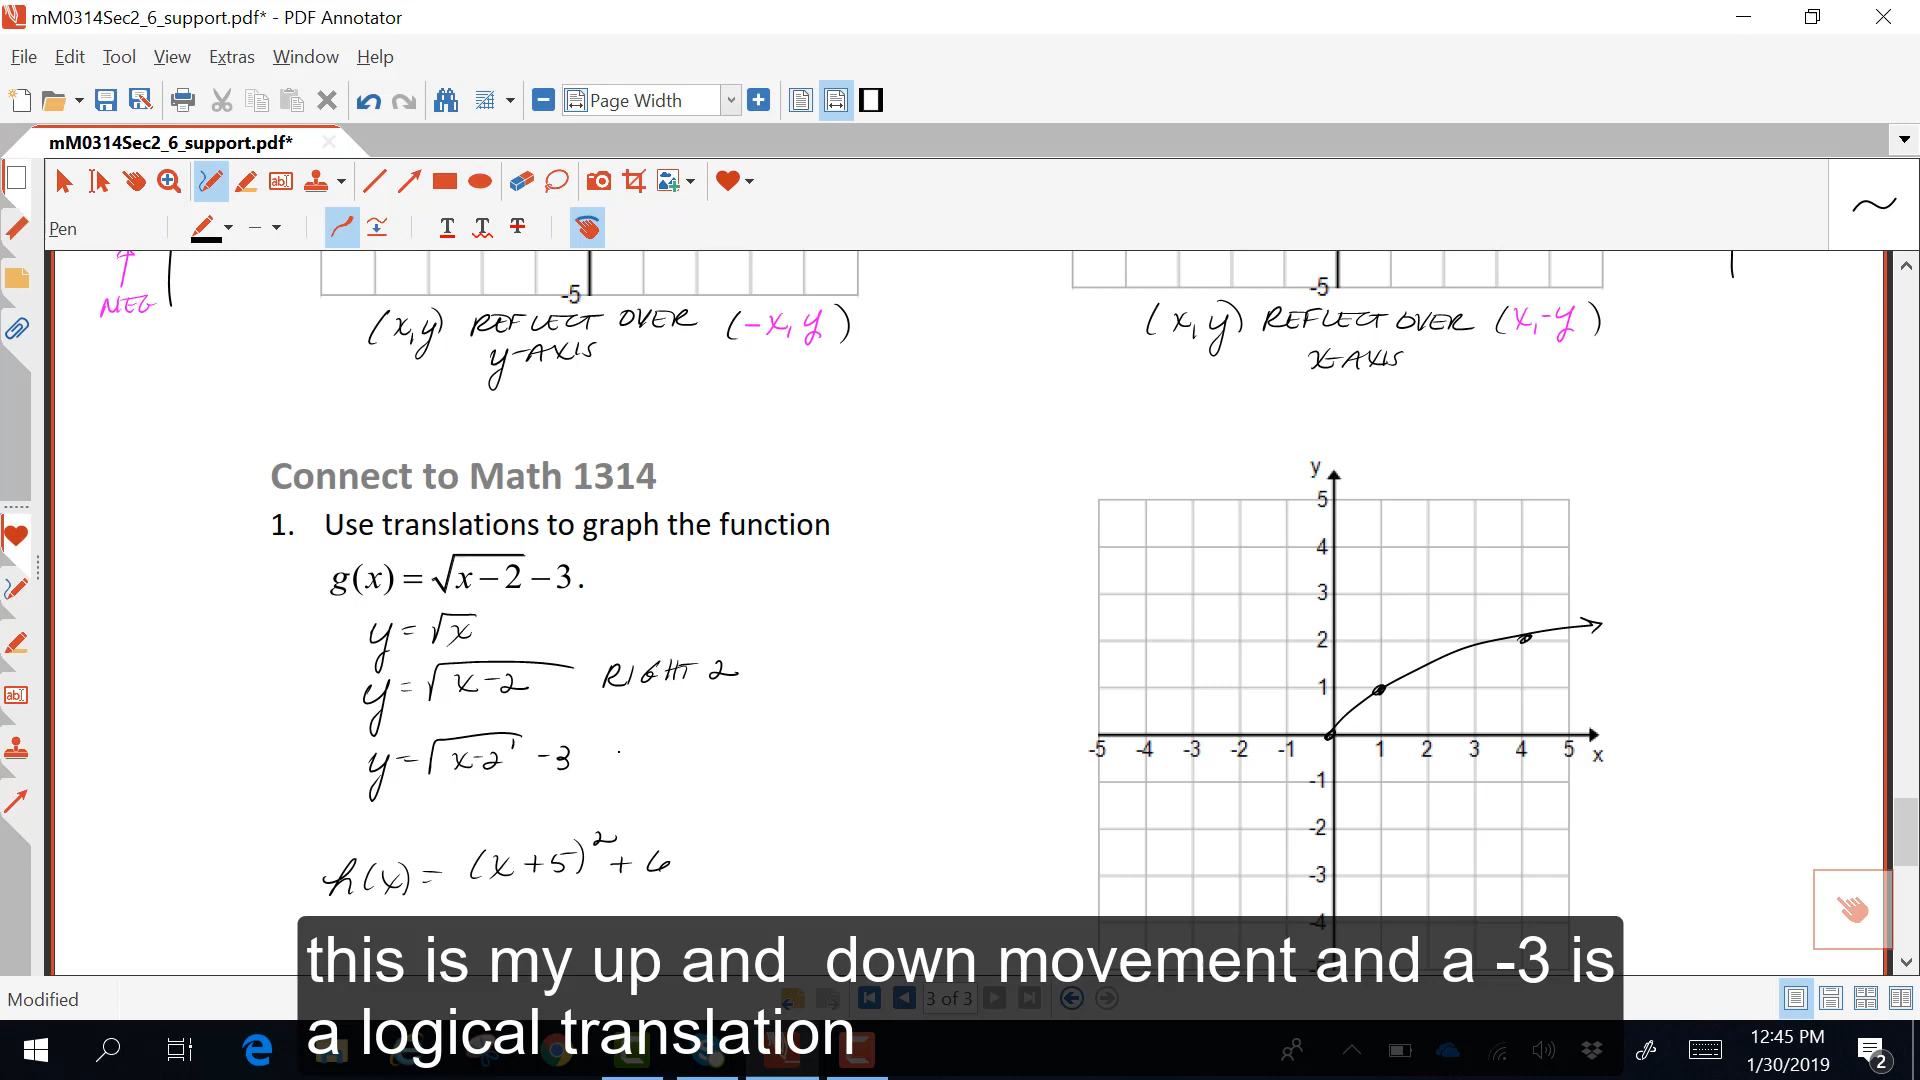 mM0314Sec2_6_support.pdf* - PDF Annotator
File Edit Tool View Extras Window Help
Page Width
mM0314Sec2_6_support.pdf*
Pen
NEG
-5
-5
(x,y) REFLECT OVER (-x,y)
y-AXIS
(x,y) REFLECT OVER (x,-y)
x-AXIS
Connect to Math 1314
1. Use translations to graph the function
g(x) = √x − 2 − 3.
y = √x
y = √x-2 RIGHT 2
y = √x-2 -3
h(x) = (x+5)² + 6
y
5
4
3
2
1
-5 -4 -3 -2 -1 1 2 3 4 5 x
-1
-2
-3
-4
this is my up and down movement and a -3 is
a logical translation
Modified
3 of 3
12:45 PM
1/30/2019
2